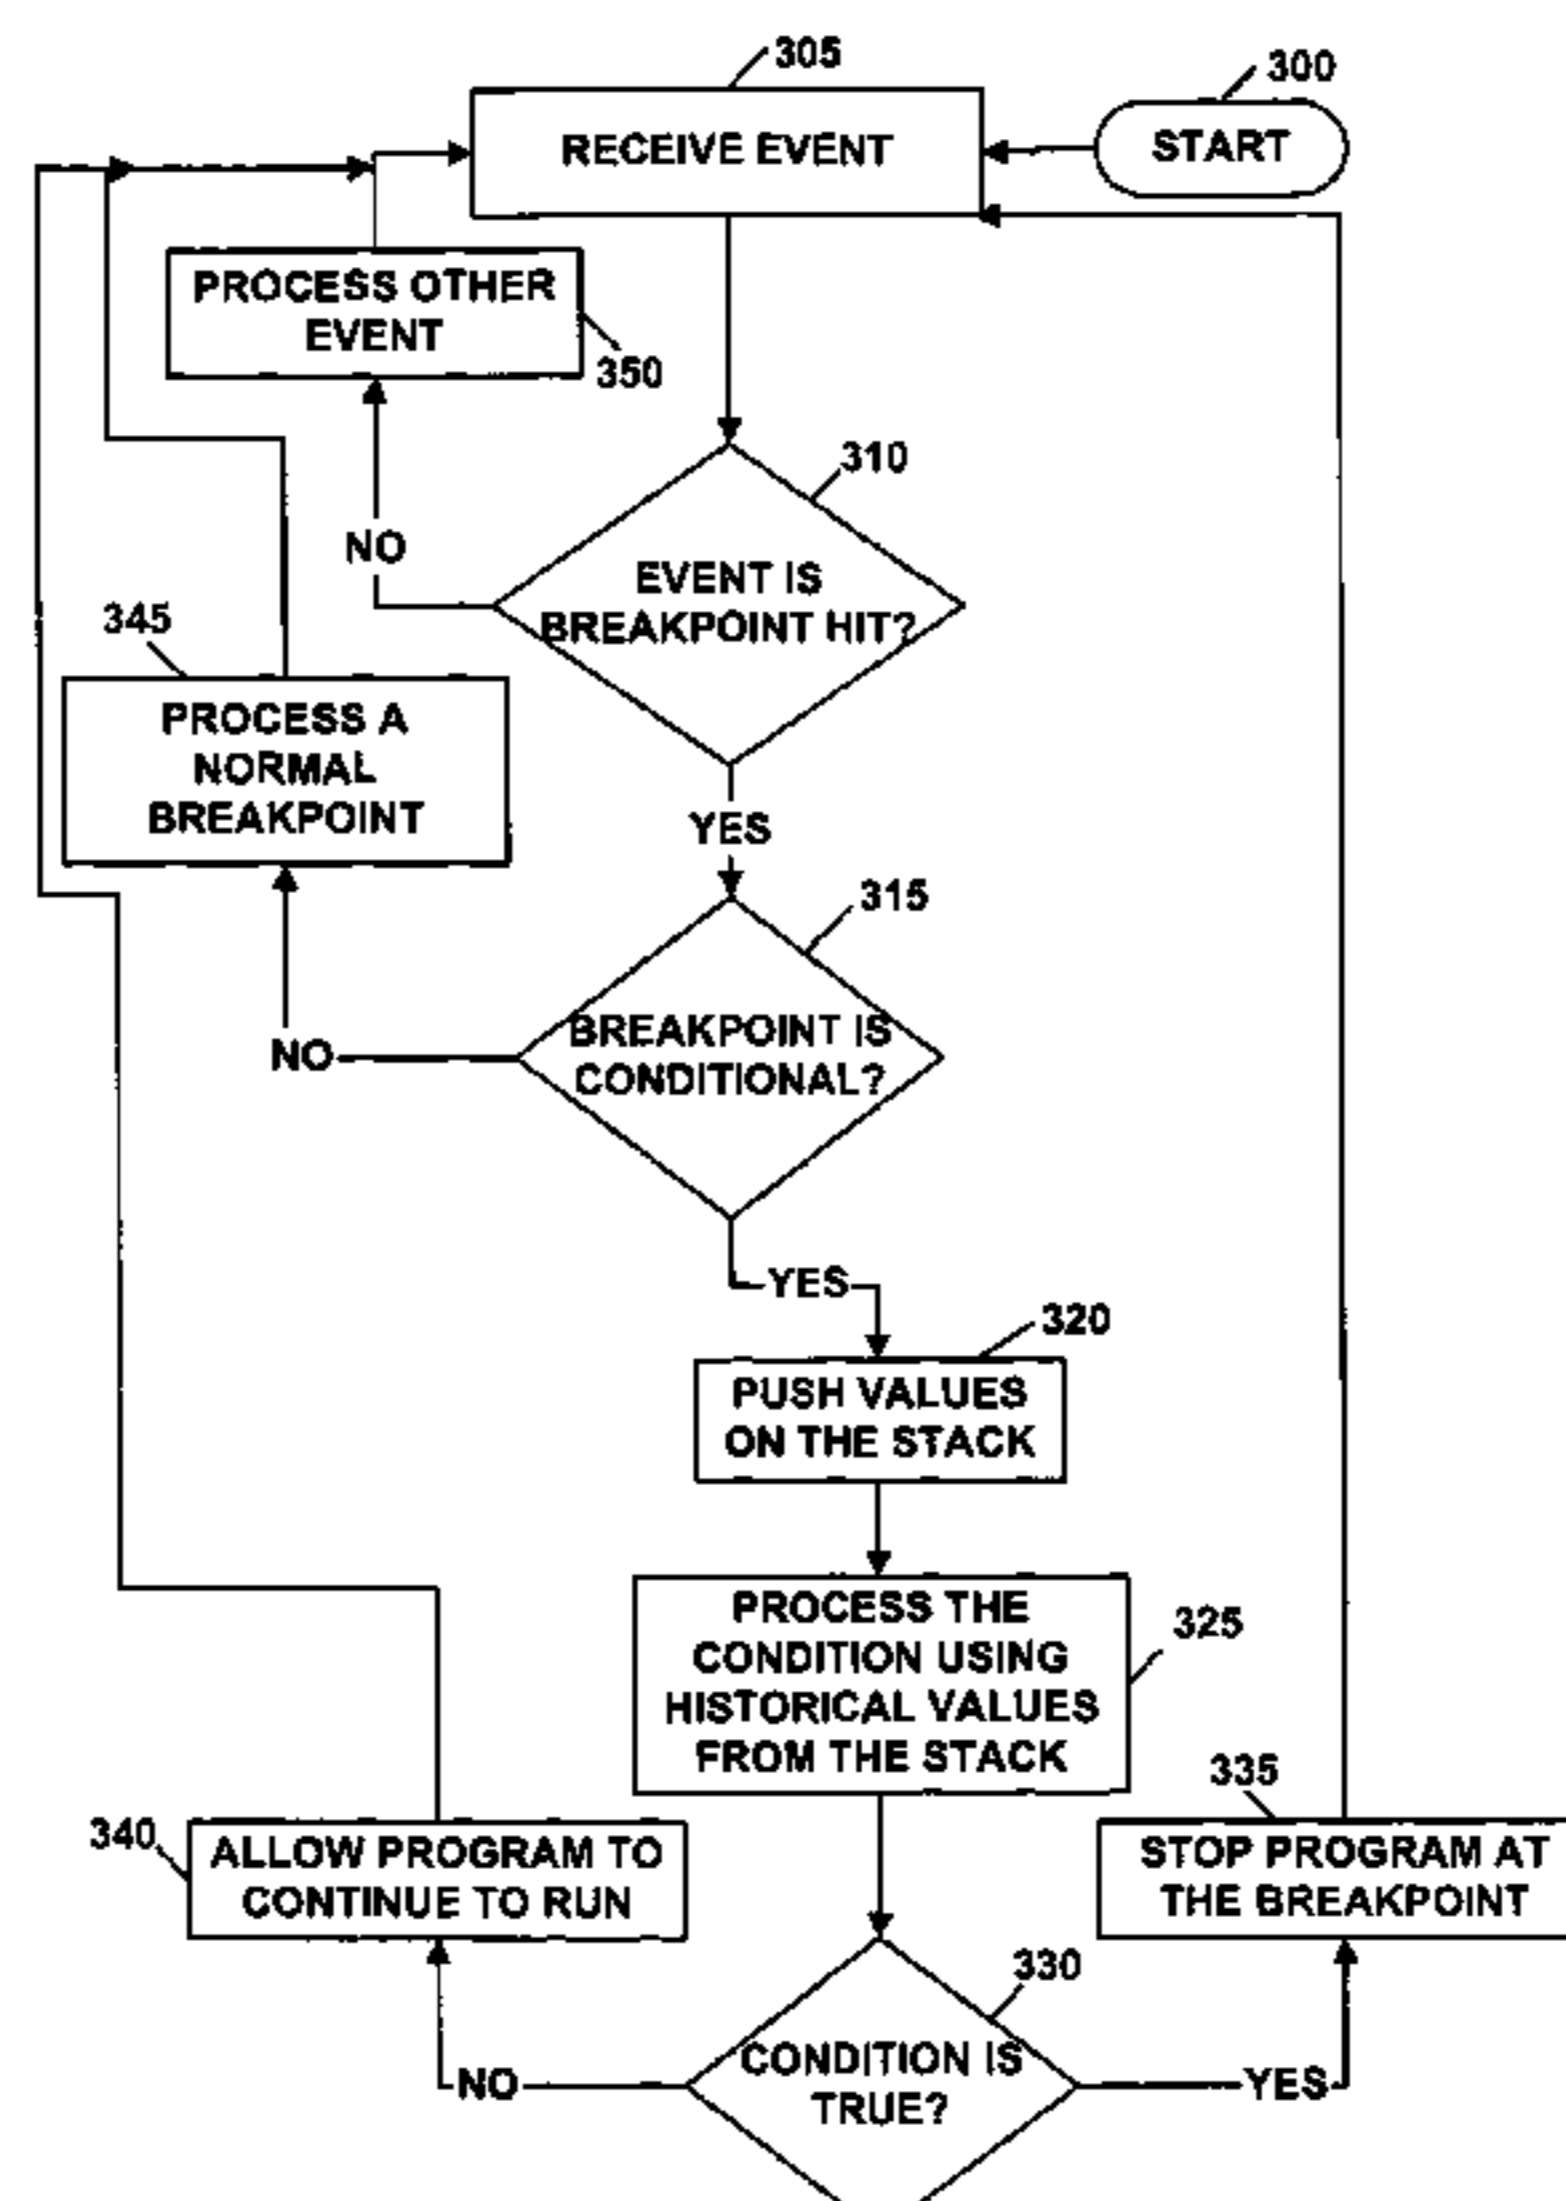 305
300
RECEIVE EVENT
START
PROCESS OTHER
EVENT
350
310
NO
EVENT IS
BREAKPOINT HIT?
345
PROCESS A
NORMAL
BREAKPOINT
YES
315
BREAKPOINT IS
CONDITIONAL?
NO
YES
320
PUSH VALUES
ON THE STACK
PROCESS THE
CONDITION USING
HISTORICAL VALUES
FROM THE STACK
325
335
340
ALLOW PROGRAM TO
CONTINUE TO RUN
STOP PROGRAM AT
THE BREAKPOINT
330
CONDITION IS
TRUE?
NO
YES